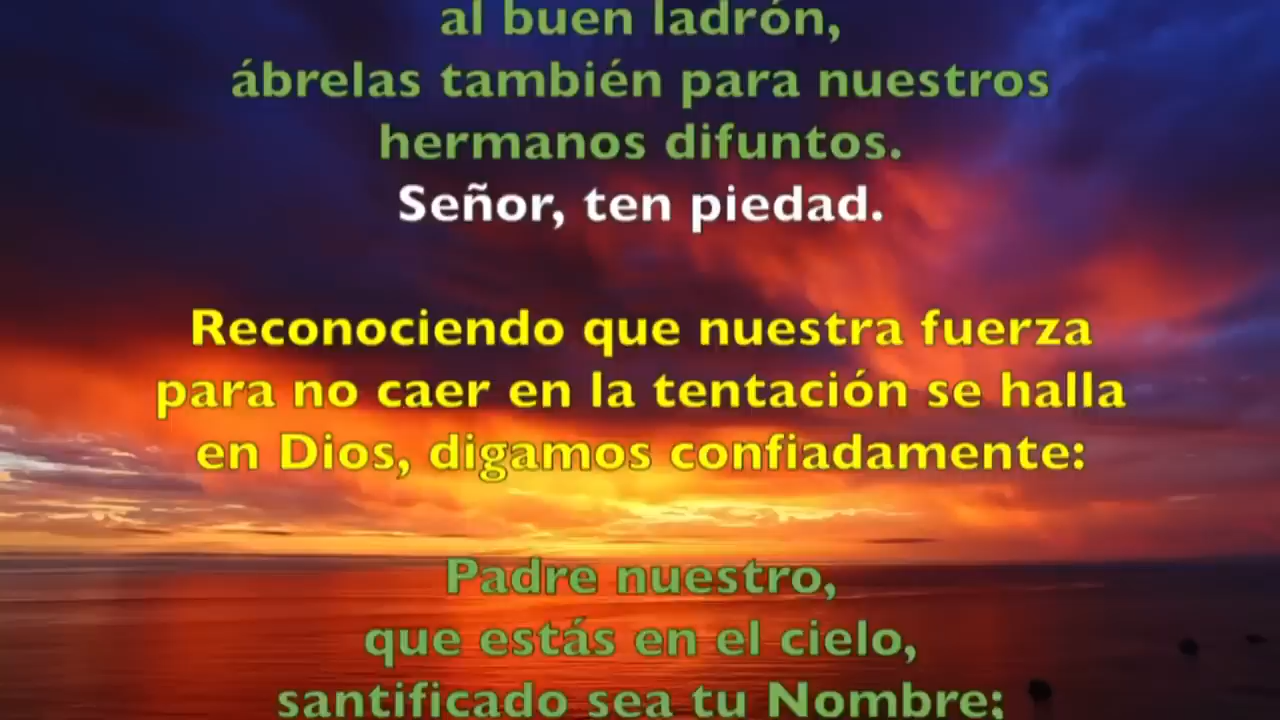 al buen ladrón,
ábrelas también para nuestros
hermanos difuntos.
Señor, ten piedad.
Reconociendo que nuestra fuerza
para no caer en la tentación se halla
en Dios, digamos confiadamente:
Padre nuestro,
que estás en el cielo,
santificado sea tu Nombre;